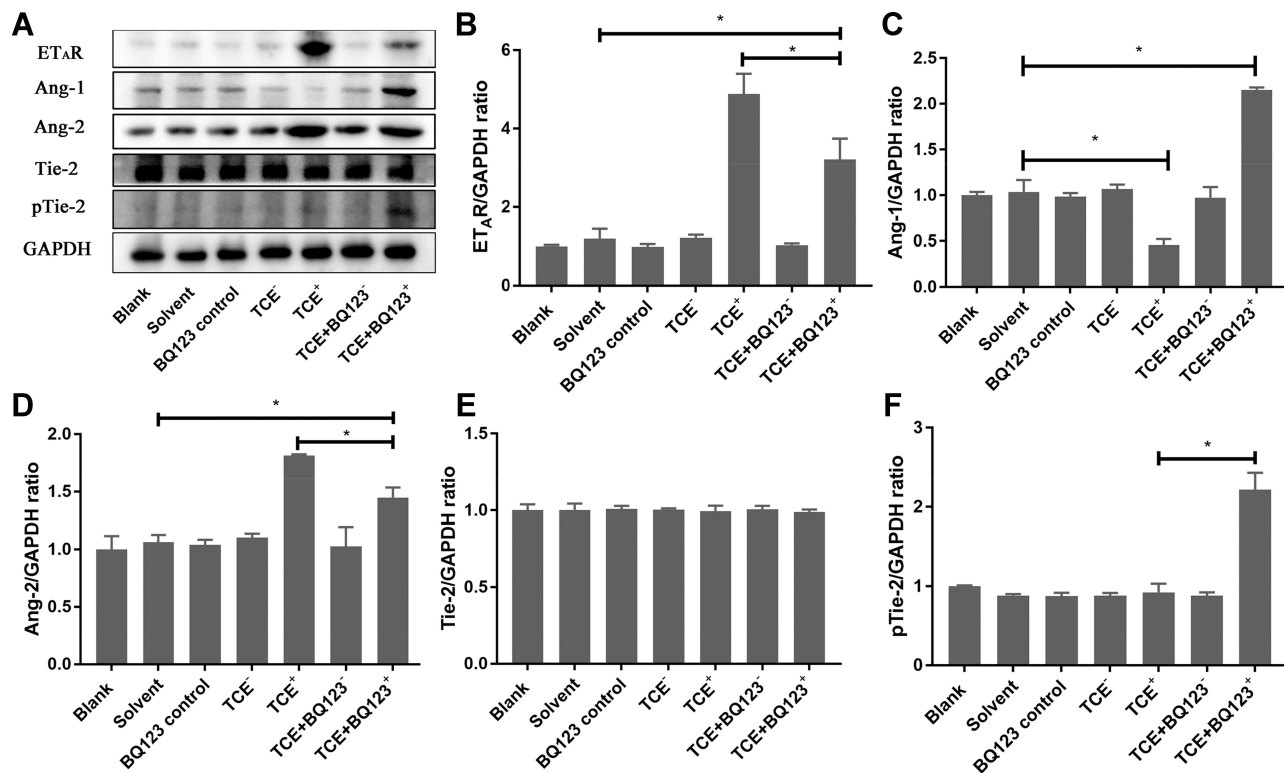 A
ETAR
Ang-1
Ang-2
Tie-2
pTie-2
GAPDH
Blank
Solvent
BQ123 control
TCE-
TCE+
TCE+BQ123-
TCE+BQ123+
B
ETAR/GAPDH ratio
6
4
2
0
*
*
Blank
Solvent
BQ123 control
TCE-
TCE+
TCE+BQ123-
TCE+BQ123+
C
Ang-1/GAPDH ratio
2.5
2.0
1.5
1.0
0.5
0.0
*
*
Blank
Solvent
BQ123 control
TCE-
TCE+
TCE+BQ123-
TCE+BQ123+
D
Ang-2/GAPDH ratio
2.0
1.5
1.0
0.5
0.0
*
*
Blank
Solvent
BQ123 control
TCE-
TCE+
TCE+BQ123-
TCE+BQ123+
E
Tie-2/GAPDH ratio
1.5
1.0
0.5
0.0
Blank
Solvent
BQ123 control
TCE-
TCE+
TCE+BQ123-
TCE+BQ123+
F
pTie-2/GAPDH ratio
3
2
1
0
*
Blank
Solvent
BQ123 control
TCE-
TCE+
TCE+BQ123-
TCE+BQ123+